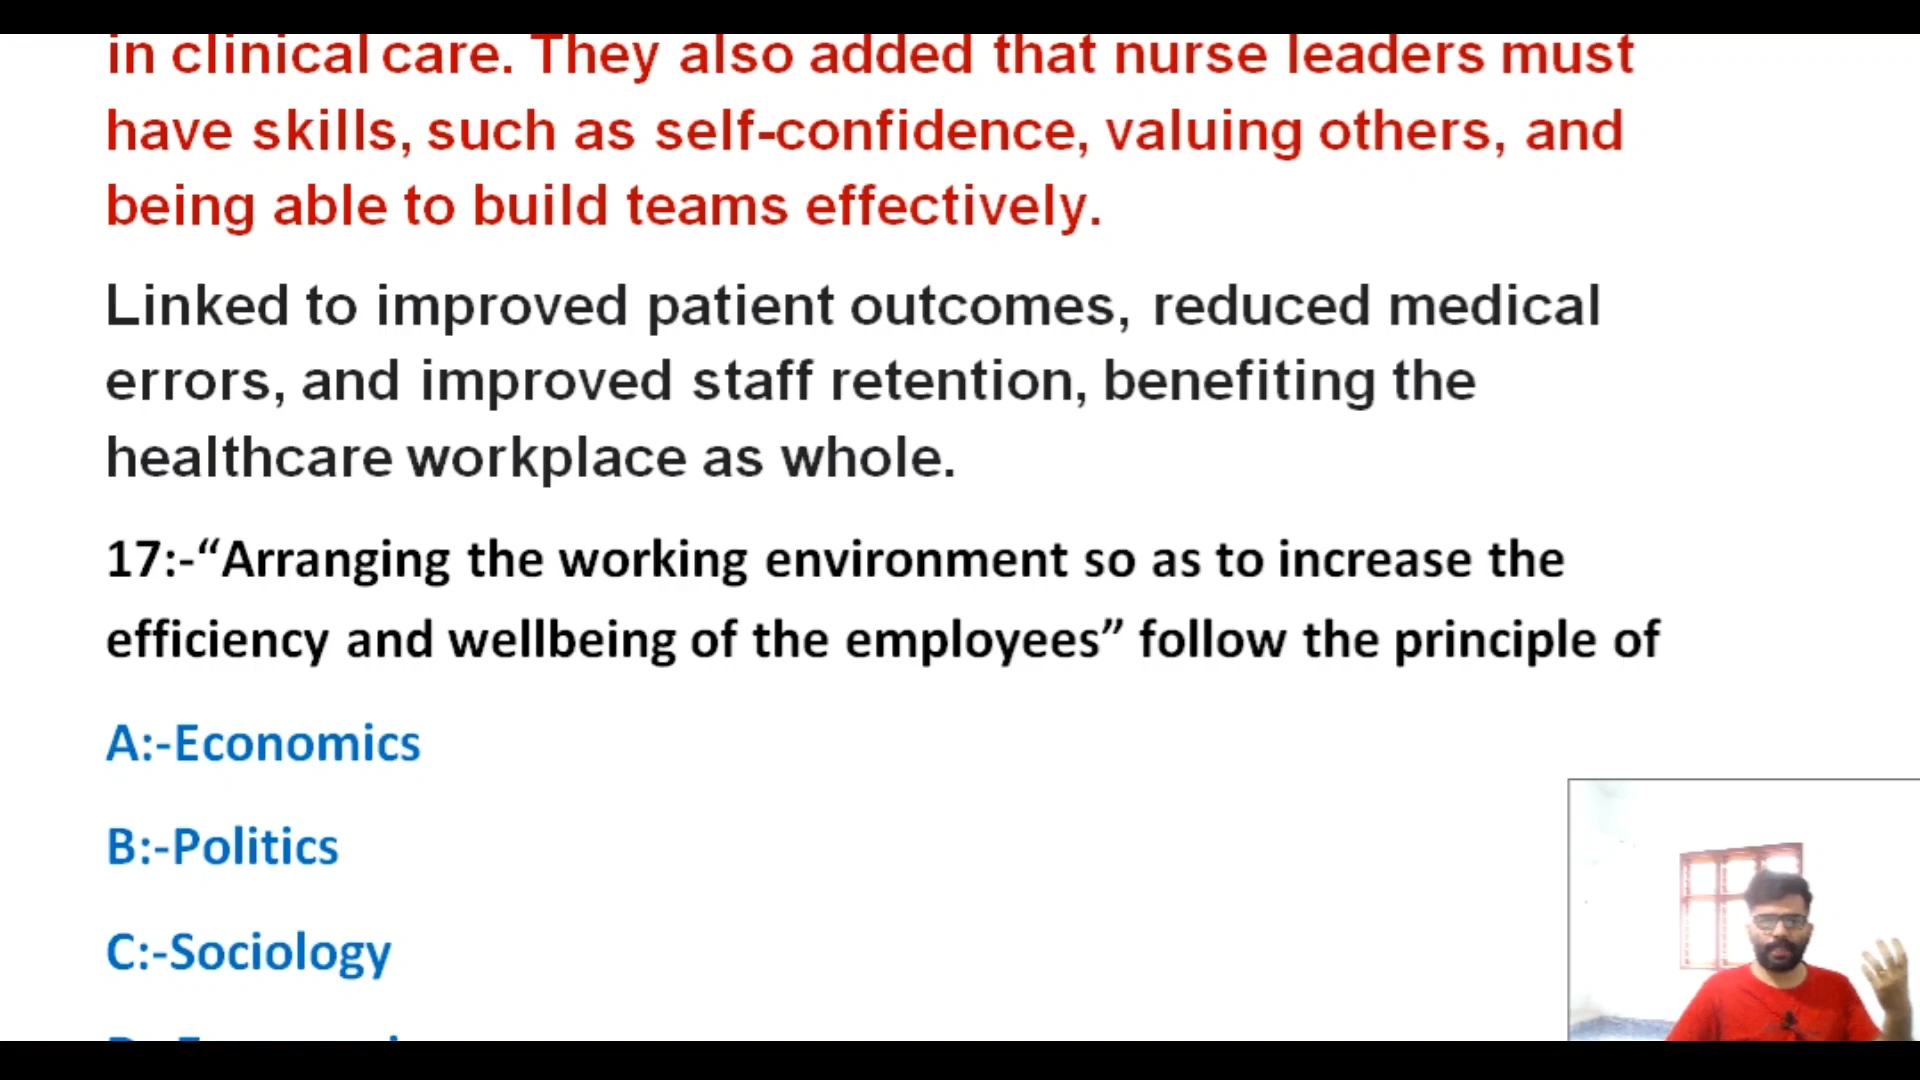 in clinical care. They also added that nurse leaders must
have skills, such as self-confidence, valuing others, and
being able to build teams effectively.
Linked to improved patient outcomes, reduced medical
errors, and improved staff retention, benefiting the
healthcare workplace as whole.
17:-“Arranging the working environment so as to increase the
efficiency and wellbeing of the employees” follow the principle of
A:-Economics
B:-Politics
C:-Sociology